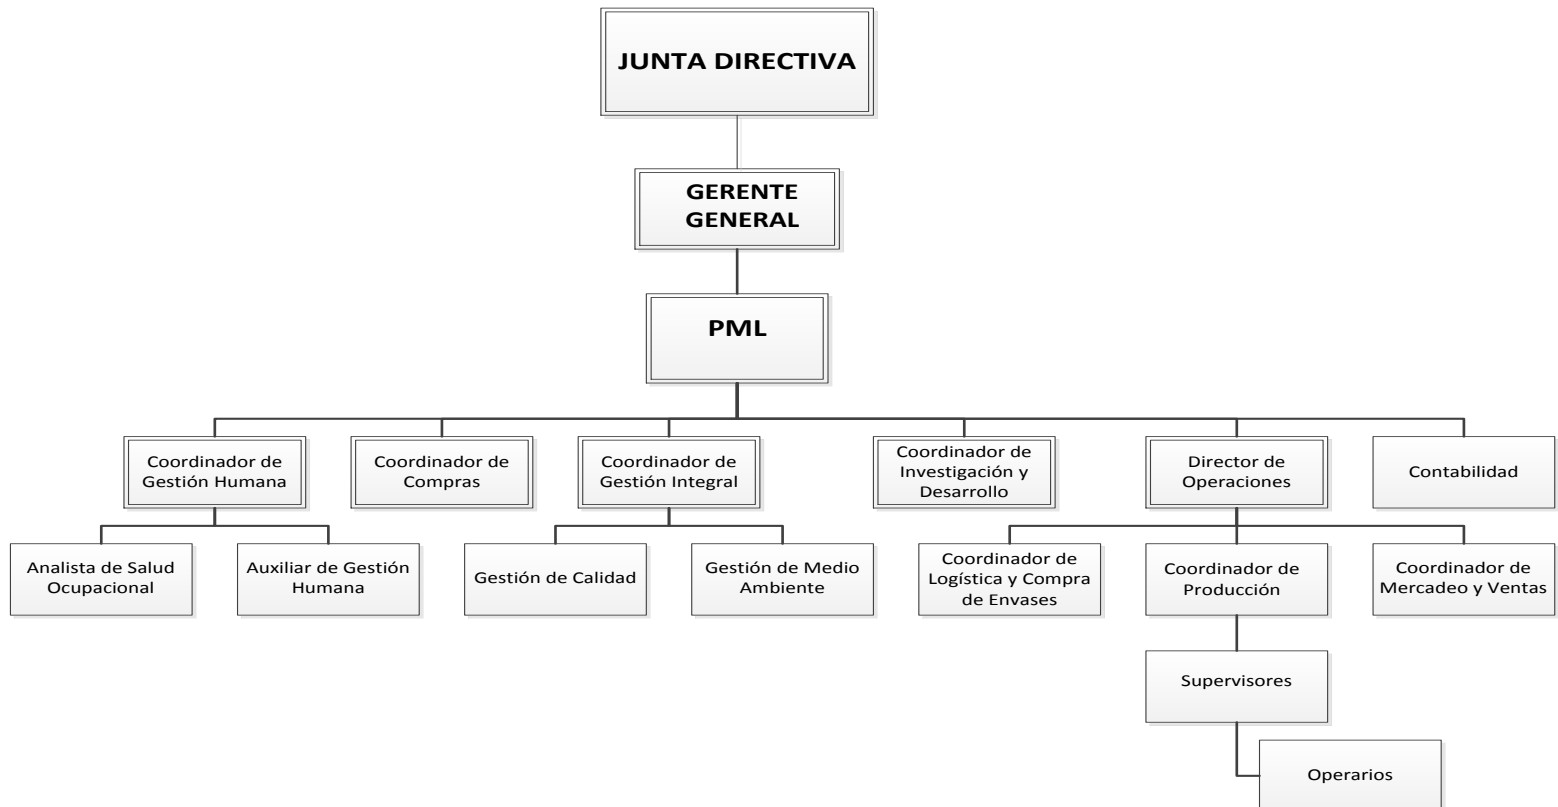 JUNTA DIRECTIVA
GERENTE
GENERAL
PML
Coordinador de
Gestión Humana
Coordinador de
Compras
Coordinador de
Gestión Integral
Coordinador de
Investigación y
Desarrollo
Director de
Operaciones
Contabilidad
Analista de Salud
Ocupacional
Auxiliar de Gestión
Humana
Gestión de Calidad
Gestión de Medio
Ambiente
Coordinador de
Logística y Compra
de Envases
Coordinador de
Producción
Coordinador de
Mercadeo y Ventas
Supervisores
Operarios